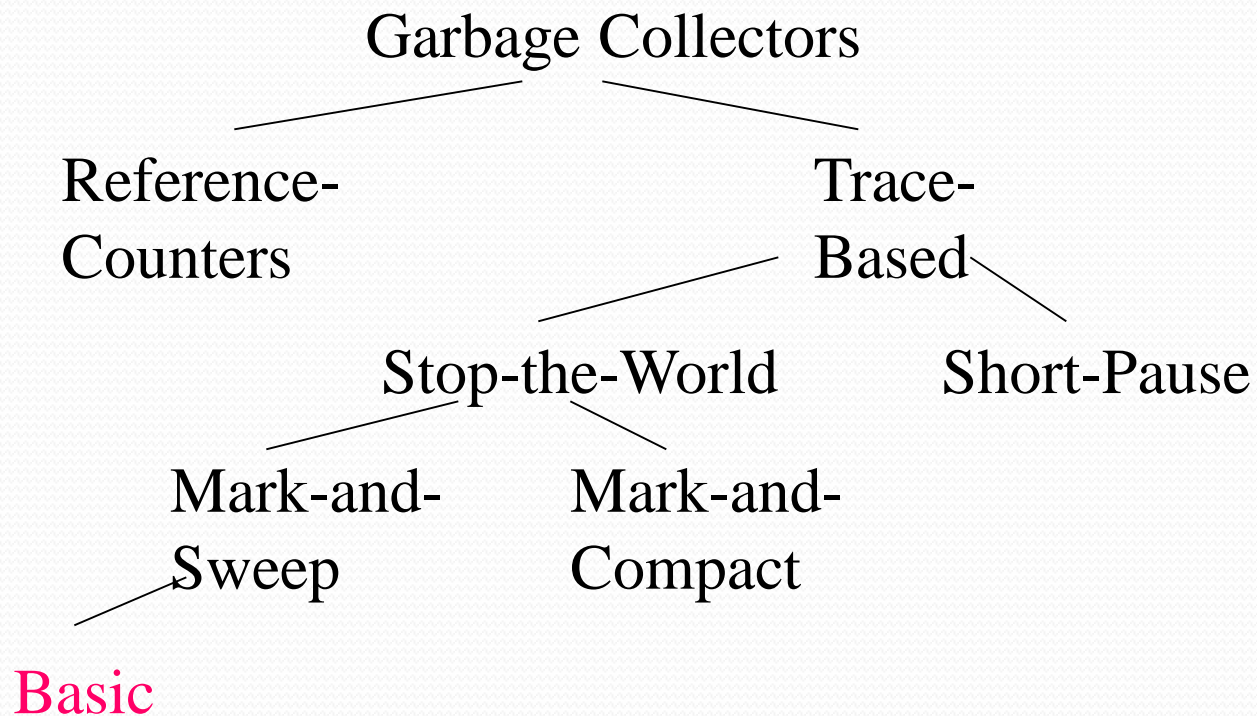 Garbage Collectors
Reference-
Counters
Trace-
Based
Stop-the-World
Short-Pause
Mark-and-
Sweep
Mark-and-
Compact
Basic